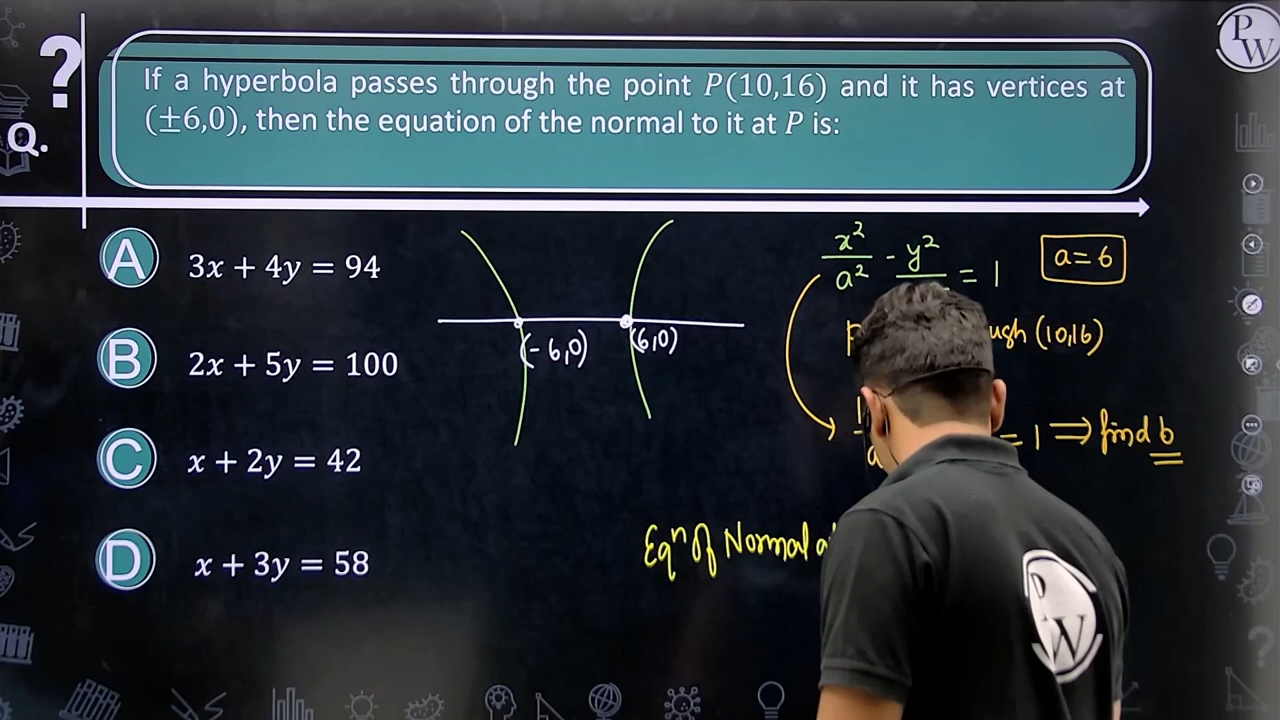 ?
Q.
If a hyperbola passes through the point P(10,16) and it has vertices at
(±6,0), then the equation of the normal to it at P is:
PW
A 3x + 4y = 94
B 2x + 5y = 100
C x + 2y = 42
D x + 3y = 58
(-6,0) (6,0)
x²/a² - y²/ = 1 a=6
(10,16)
= 1 ⇒ find b
Eqⁿ of Normal
PW